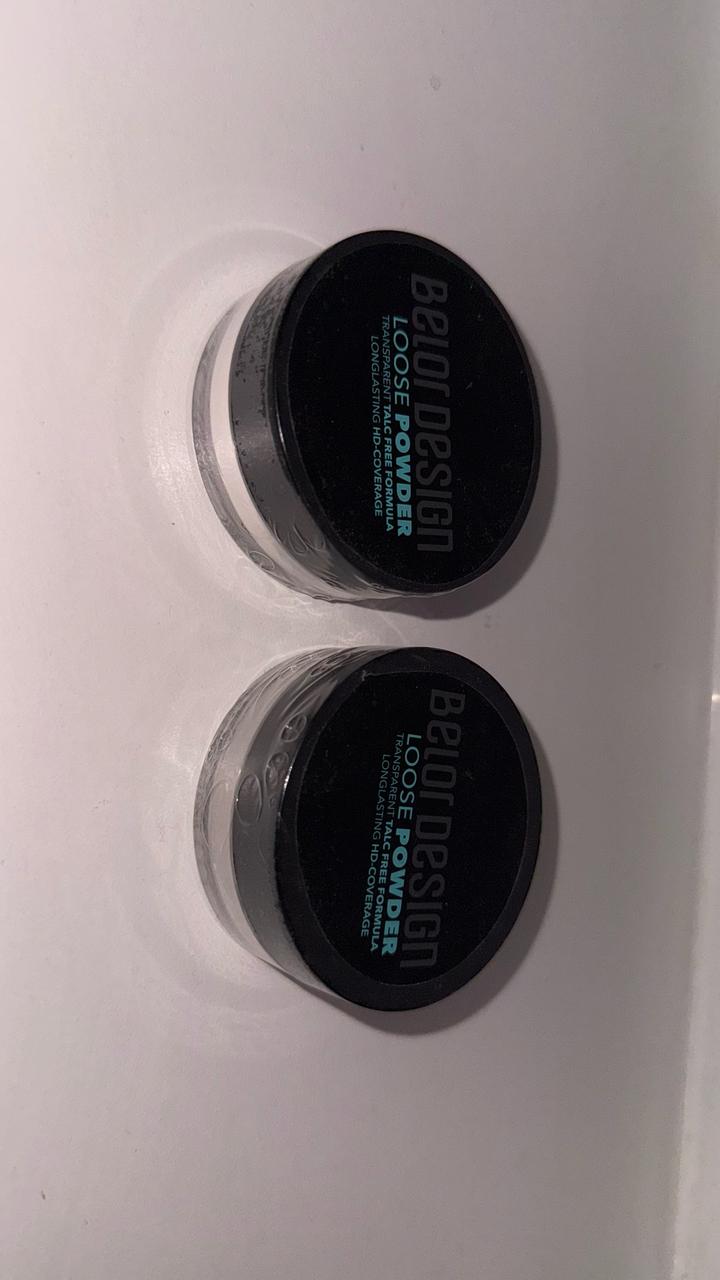 BELOR DESIGN
LOOSE POWDER
TRANSPARENT TALC FREE FORMULA
LONGLASTING HD-COVERAGE
BELOR DESIGN
LOOSE POWDER
TRANSPARENT TALC FREE FORMULA
LONGLASTING HD-COVERAGE